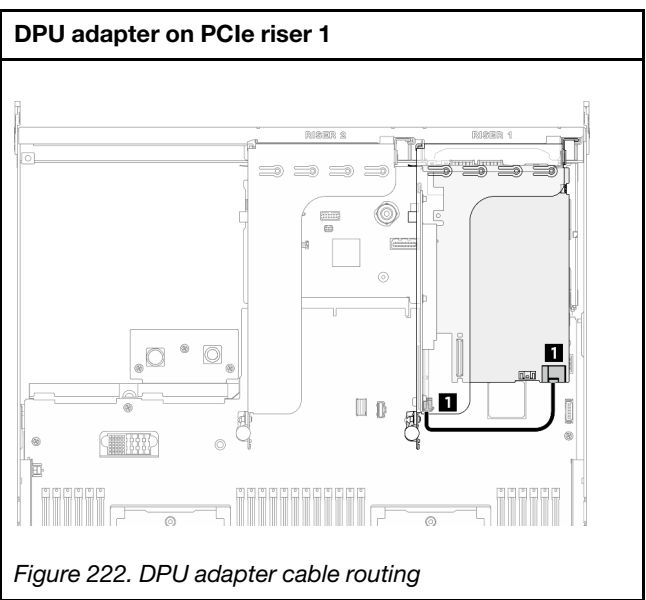 DPU adapter on PCIe riser 1
RISER 2
RISER 1
1
1
Figure 222. DPU adapter cable routing